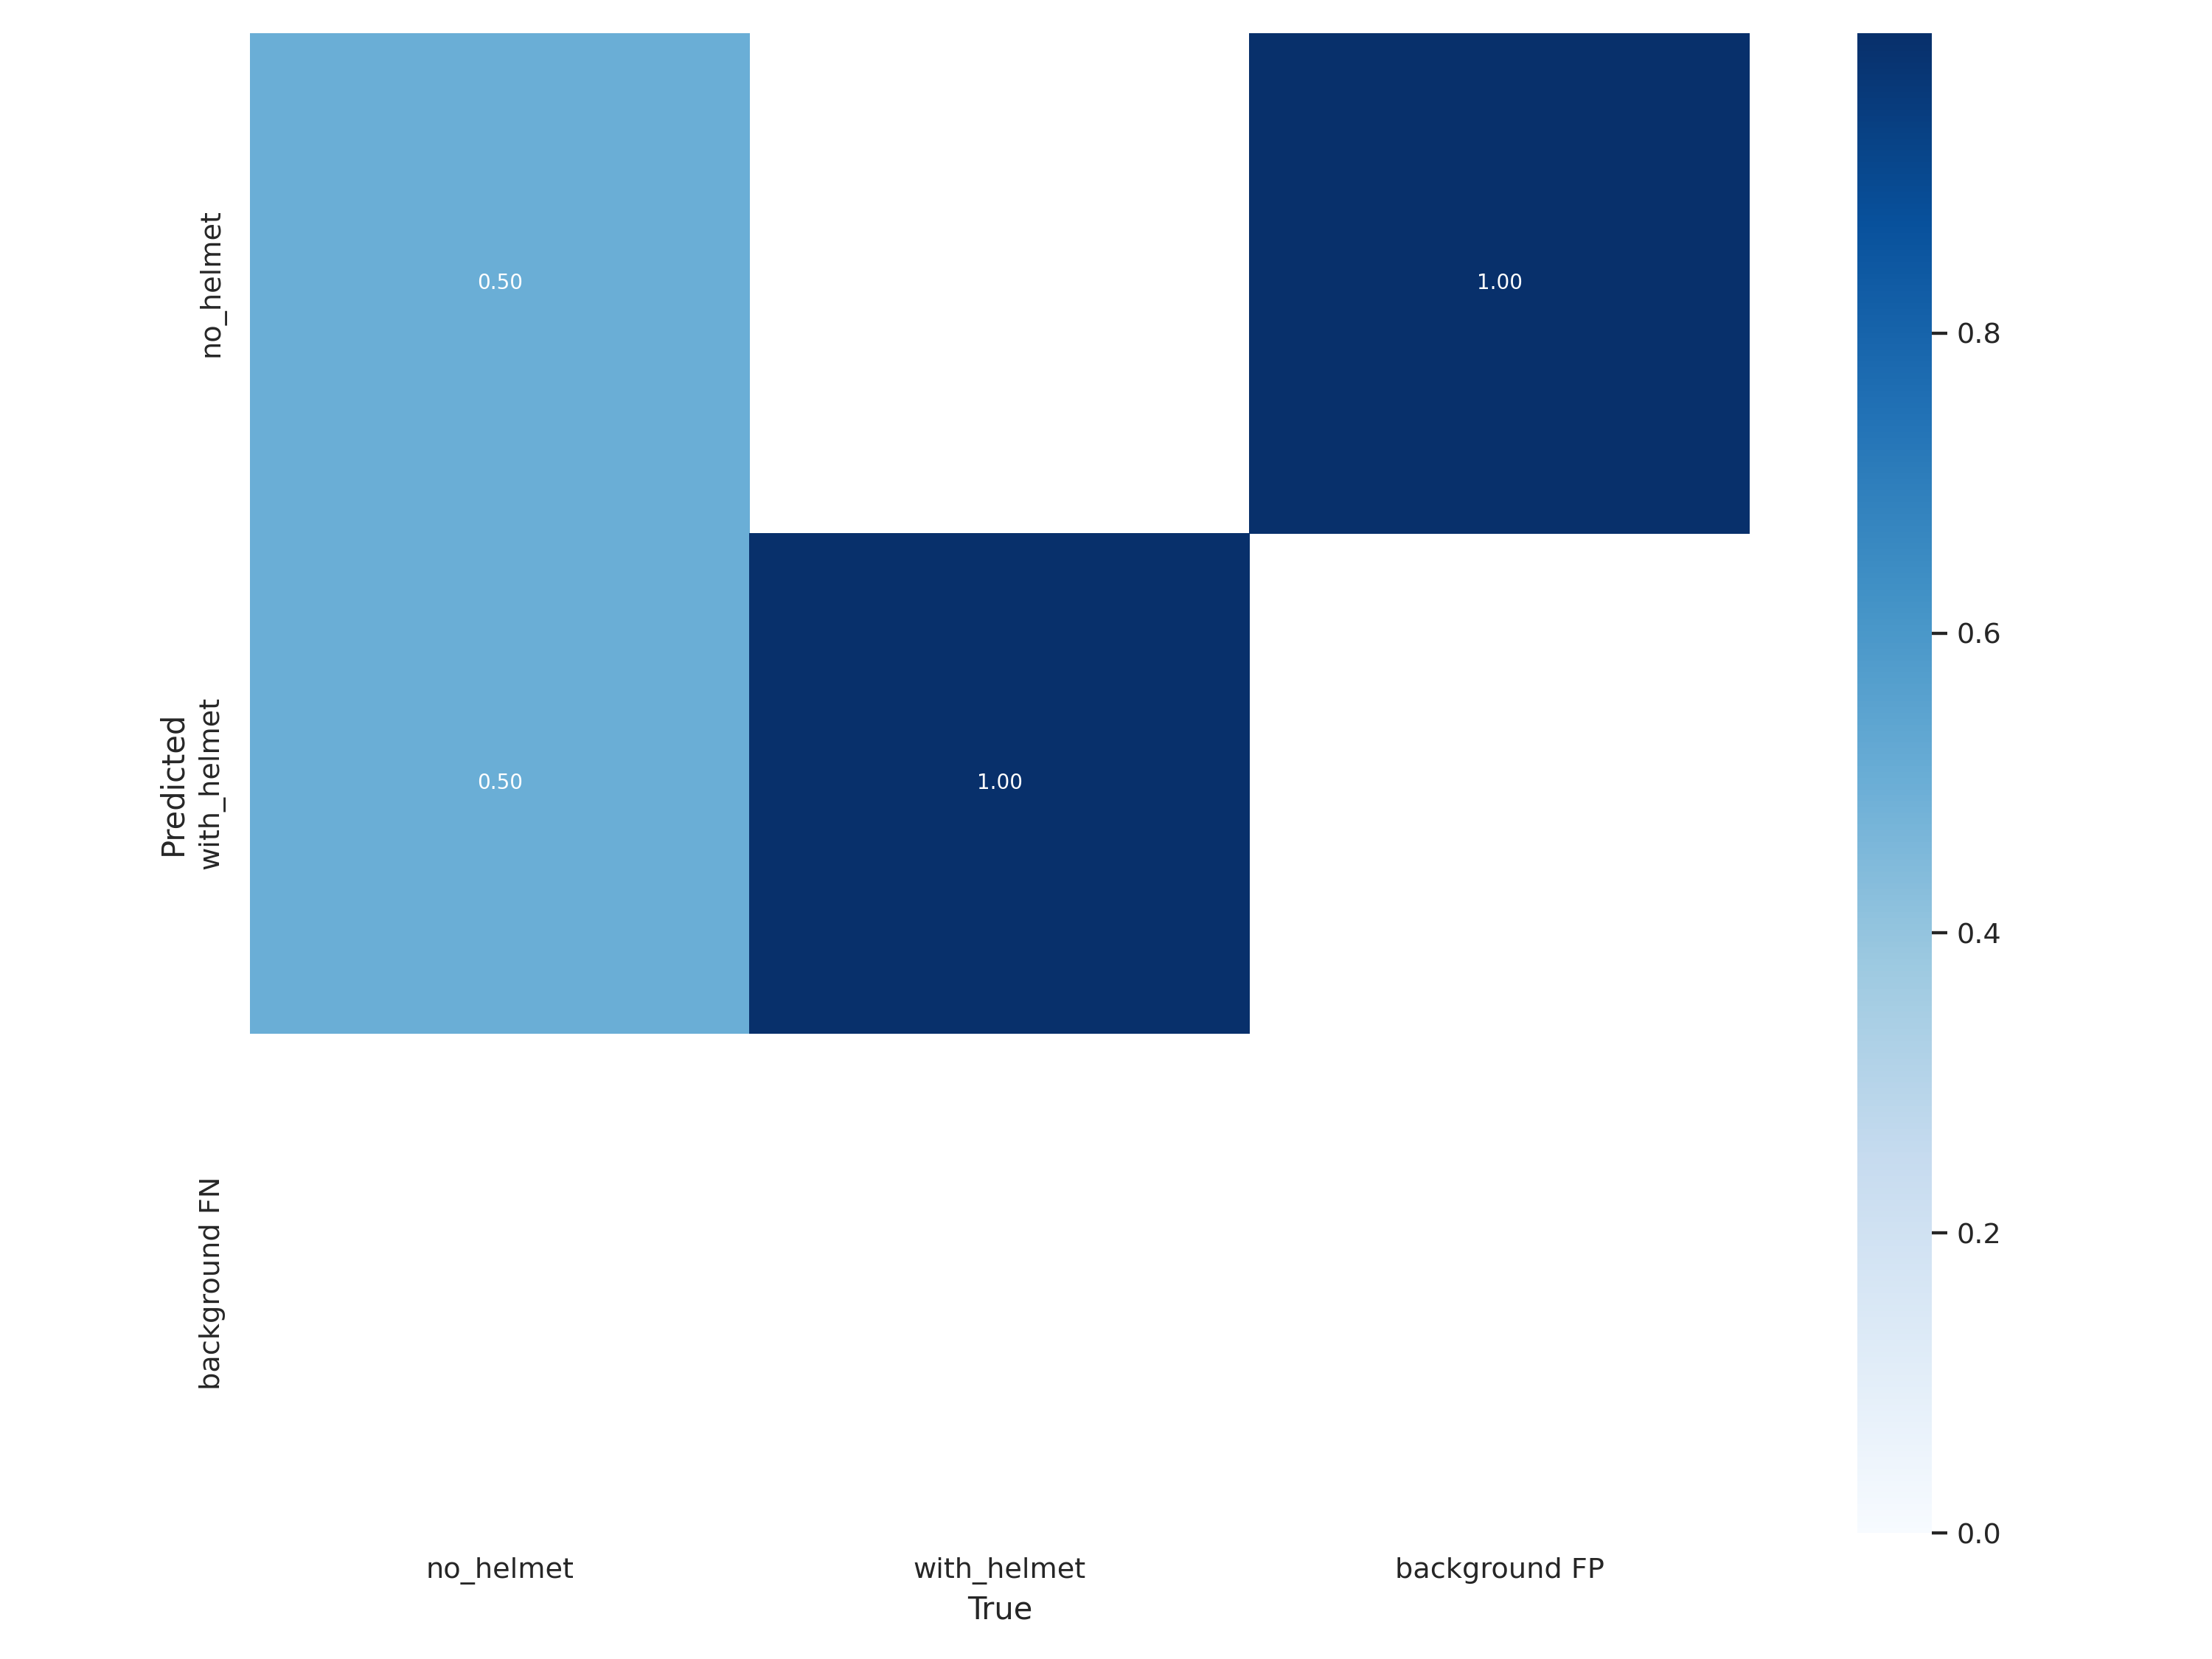 no_helmet
0.50
1.00
Predicted
with_helmet
0.50
1.00
background FN
no_helmet
with_helmet
background FP
True
0.8
0.6
0.4
0.2
0.0